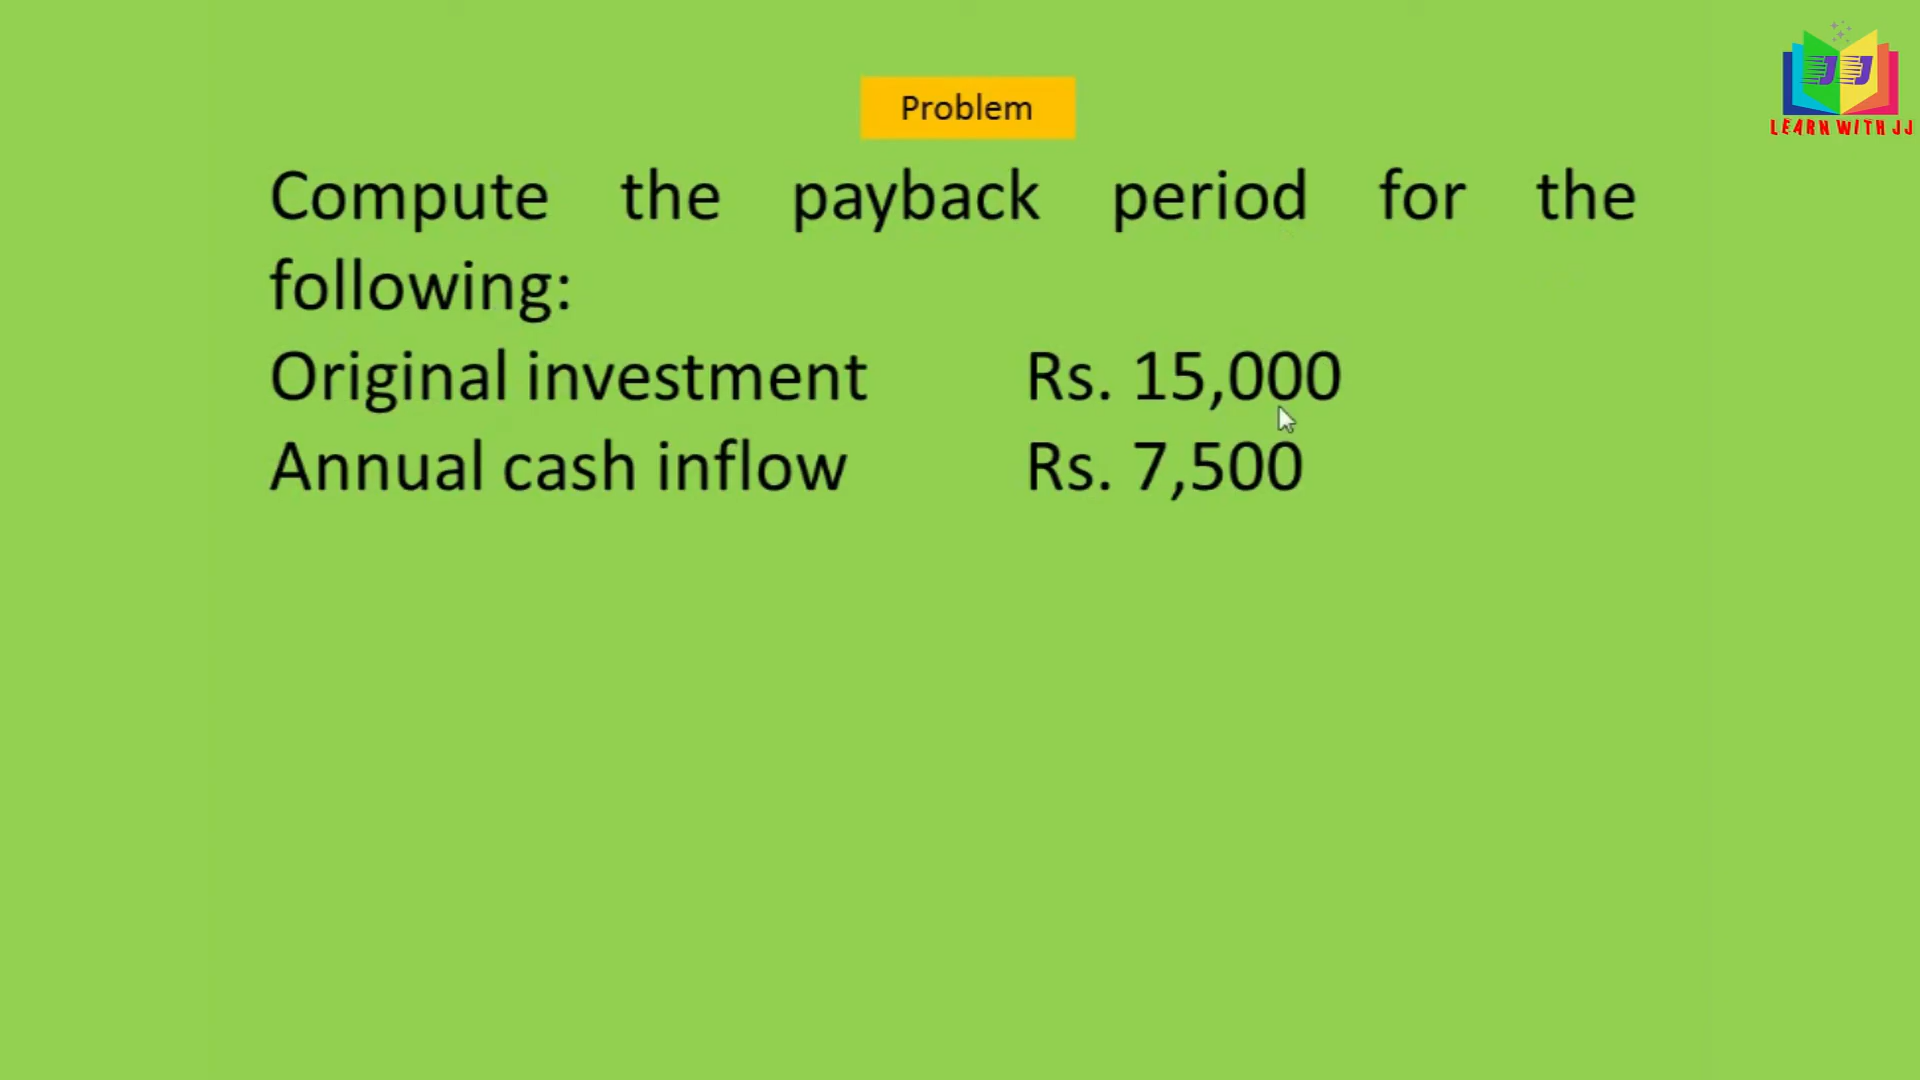 LEARN WITH JJ
Problem
Compute the payback period for the
following:
Original investment Rs. 15,000
Annual cash inflow Rs. 7,500